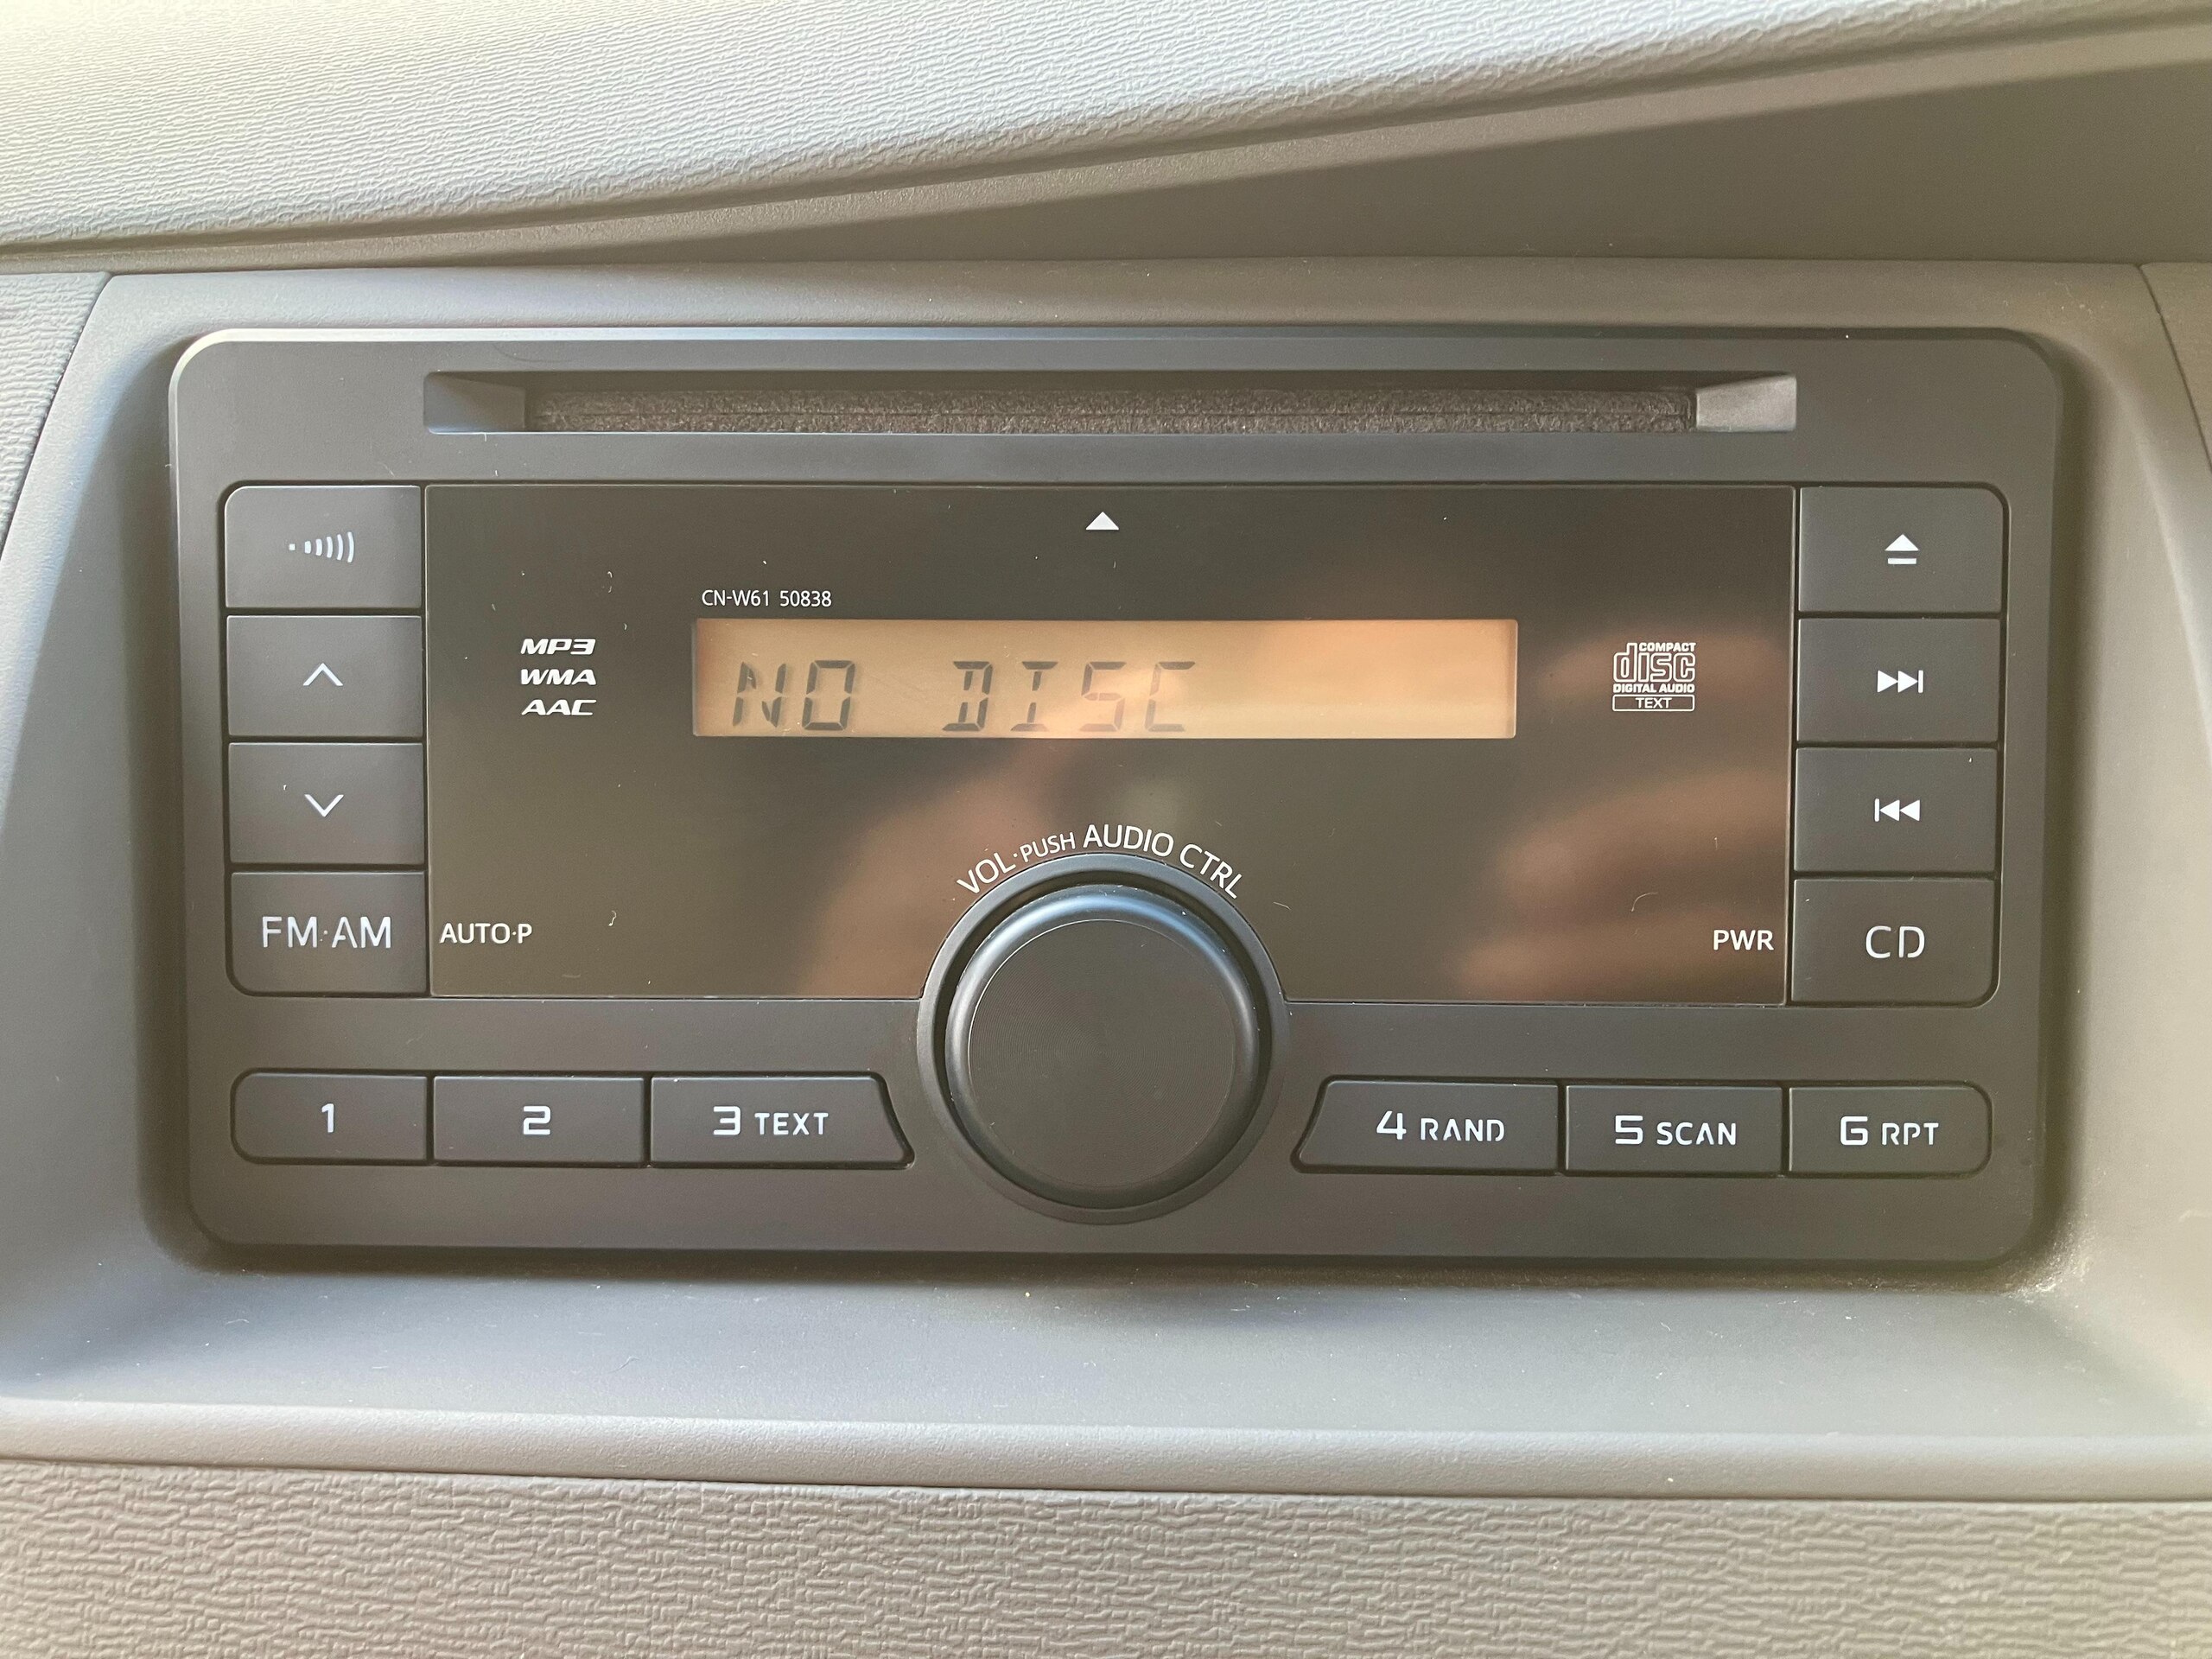 CN-W61 50838
MP3
WMA
AAC
NO DISC
COMPACT
disc
DIGITAL AUDIO
TEXT
VOL·PUSH AUDIO CTRL
FM·AM
AUTO·P
PWR
CD
1
2
3 TEXT
4 RAND
5 SCAN
6 RPT